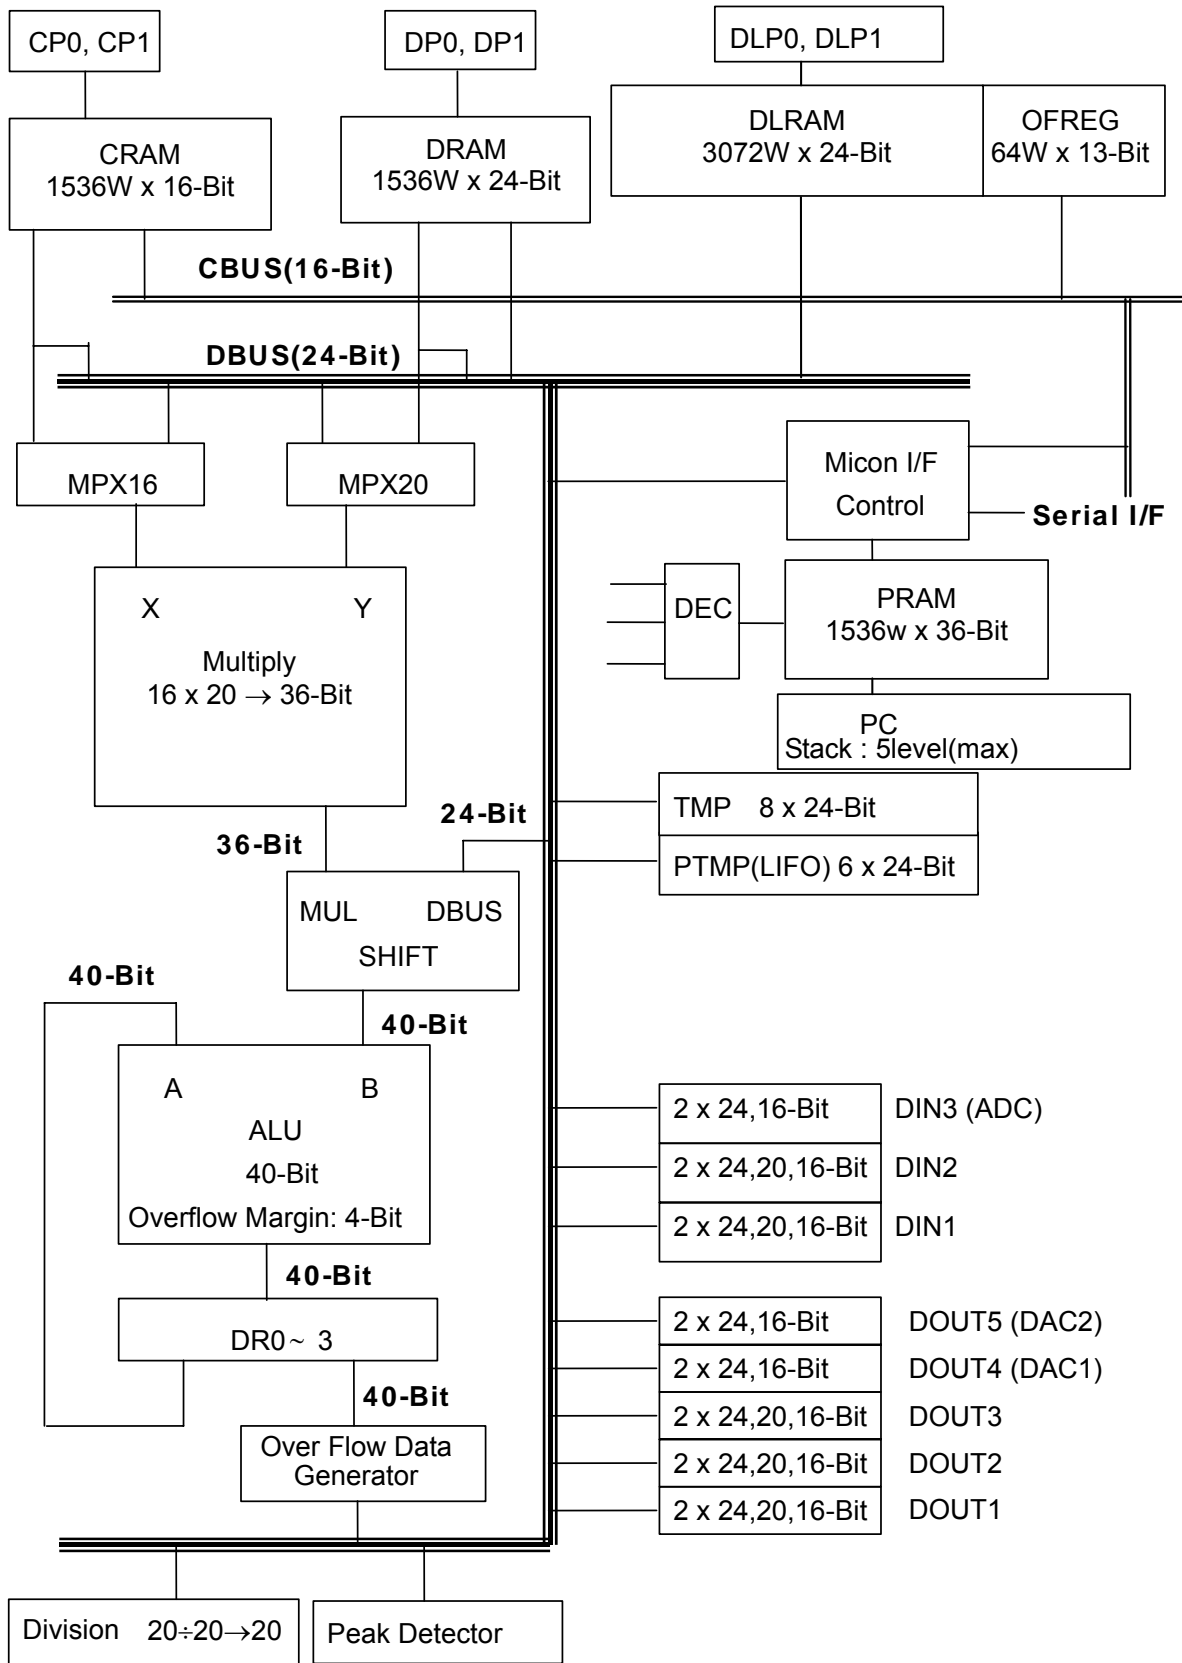 CP0, CP1
DP0, DP1
DLP0, DLP1
CRAM
1536W x 16-Bit
DRAM
1536W x 24-Bit
DLRAM
3072W x 24-Bit
OFREG
64W x 13-Bit
CBUS(16-Bit)
DBUS(24-Bit)
MPX16
MPX20
Micon I/F
Control
Serial I/F
X Y
Multiply
16 x 20 → 36-Bit
DEC
PRAM
1536w x 36-Bit
PC
Stack : 5level(max)
24-Bit
36-Bit
TMP 8 x 24-Bit
PTMP(LIFO) 6 x 24-Bit
MUL DBUS
SHIFT
40-Bit
40-Bit
A B
ALU
40-Bit
Overflow Margin: 4-Bit
2 x 24,16-Bit DIN3 (ADC)
2 x 24,20,16-Bit DIN2
2 x 24,20,16-Bit DIN1
40-Bit
DR0~ 3
40-Bit
Over Flow Data
Generator
2 x 24,16-Bit DOUT5 (DAC2)
2 x 24,16-Bit DOUT4 (DAC1)
2 x 24,20,16-Bit DOUT3
2 x 24,20,16-Bit DOUT2
2 x 24,20,16-Bit DOUT1
Division 20÷20→20
Peak Detector